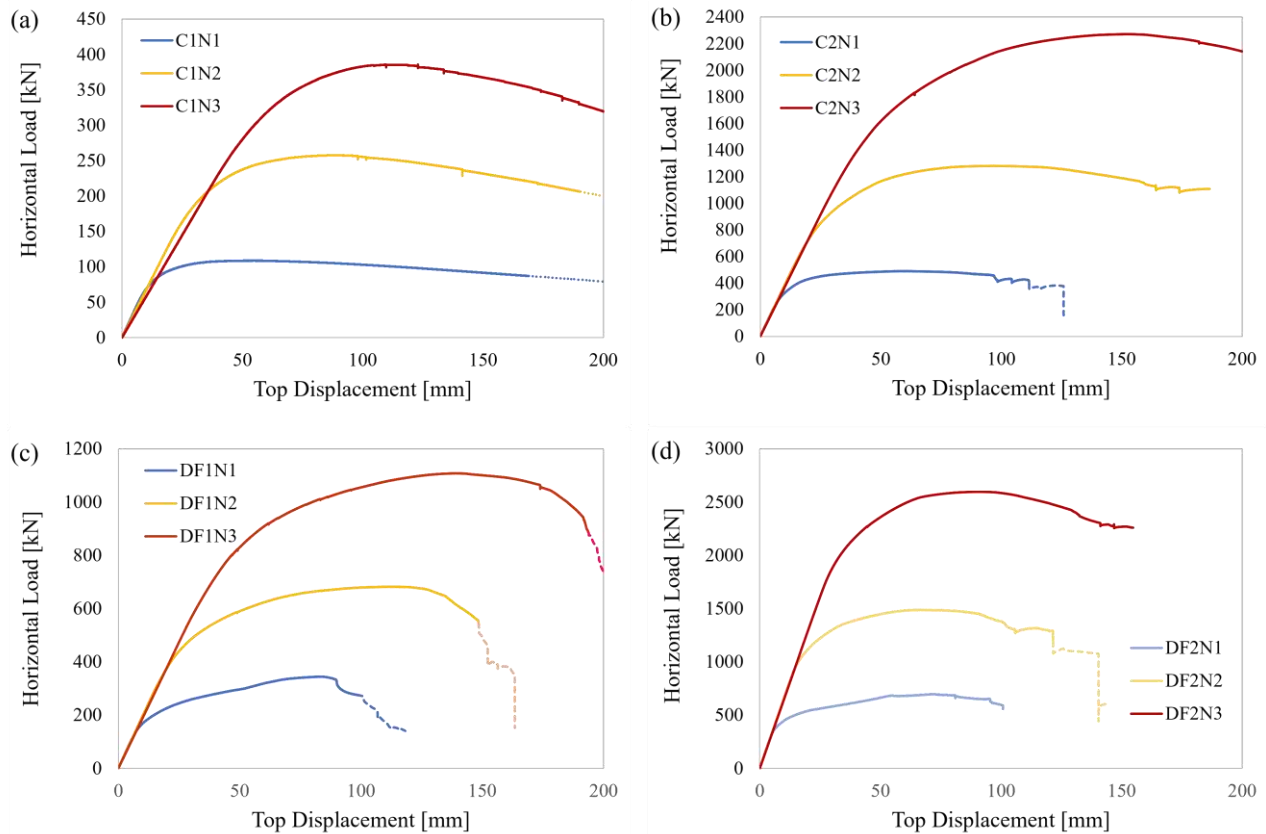 (a)
450
400
350
300
250
200
150
100
50
0
Horizontal Load [kN]
C1N1
C1N2
C1N3
0 50 100 150 200
Top Displacement [mm]
(b)
2400
2200
2000
1800
1600
1400
1200
1000
800
600
400
200
0
Horizontal Load [kN]
C2N1
C2N2
C2N3
0 50 100 150 200
Top Displacement [mm]
(c)
1200
1000
800
600
400
200
0
Horizontal Load [kN]
DF1N1
DF1N2
DF1N3
0 50 100 150 200
Top Displacement [mm]
(d)
3000
2500
2000
1500
1000
500
0
Horizontal Load [kN]
DF2N1
DF2N2
DF2N3
0 50 100 150 200
Top Displacement [mm]